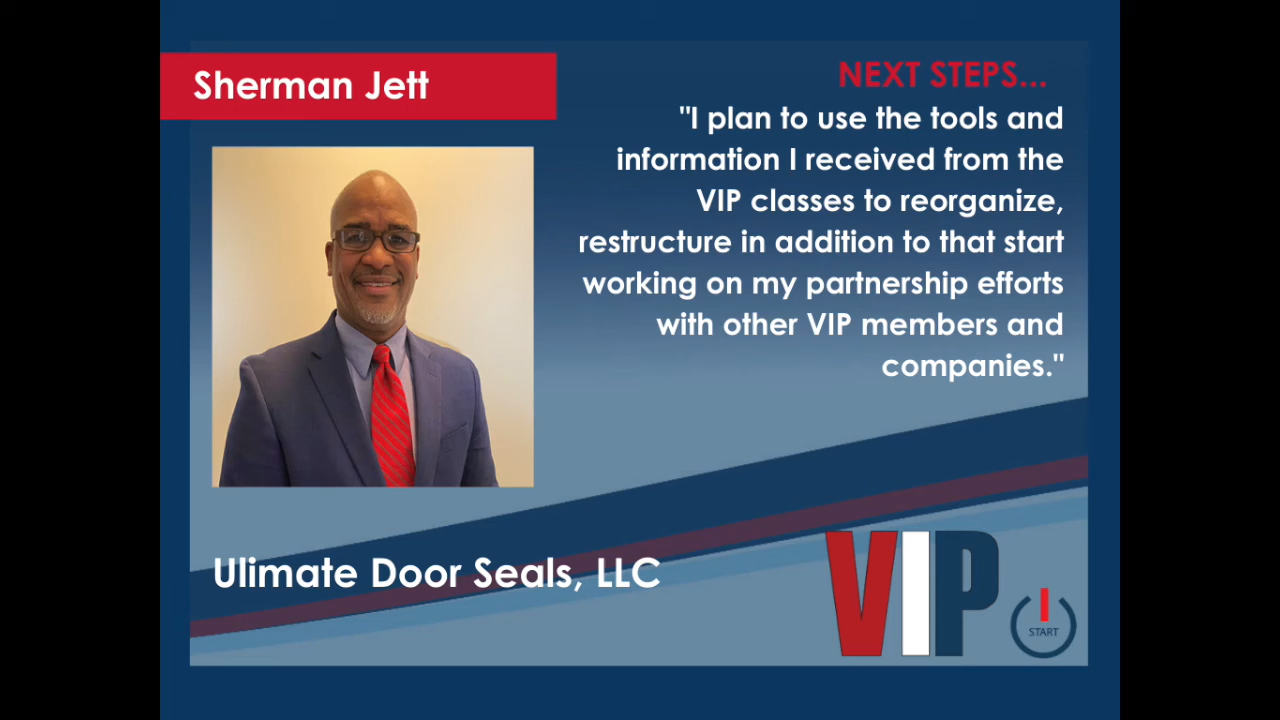 Sherman Jett
NEXT STEPS...
"I plan to use the tools and
information I received from the
VIP classes to reorganize,
restructure in addition to that start
working on my partnership efforts
with other VIP members and
companies."
Ulimate Door Seals, LLC
VIP
START